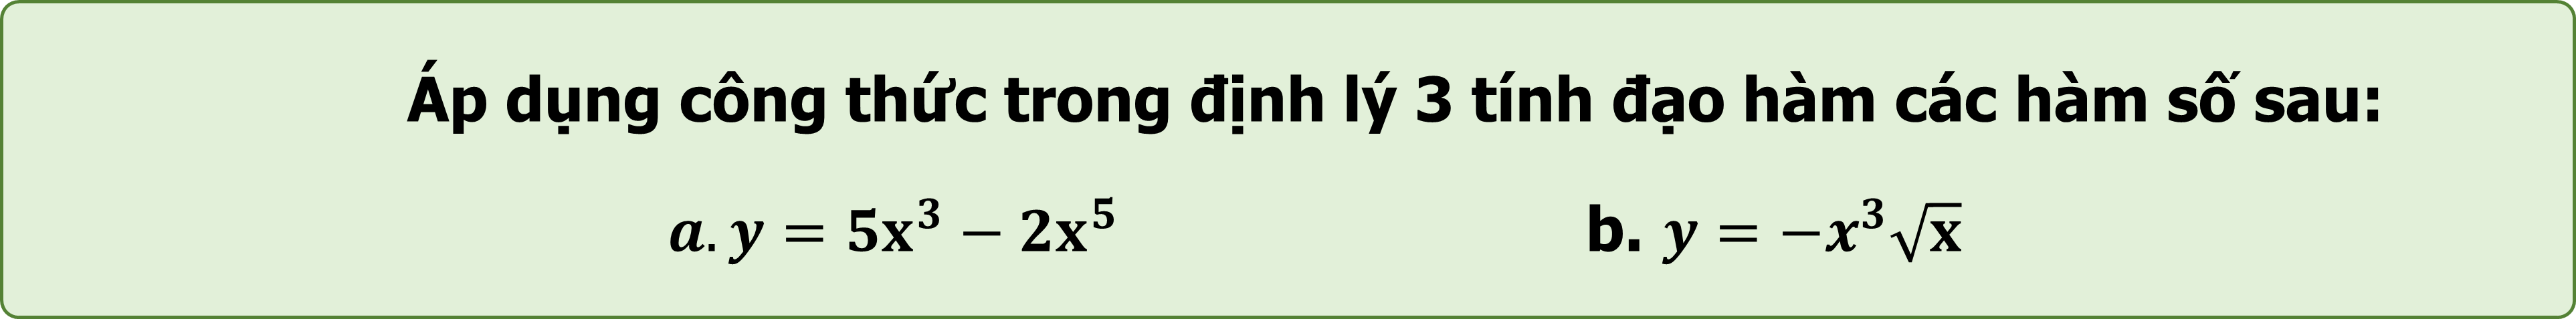 Áp dụng công thức trong định lý 3 tính đạo hàm các hàm số sau:
a. y = 5x³ − 2x⁵ b. y = −x³√x